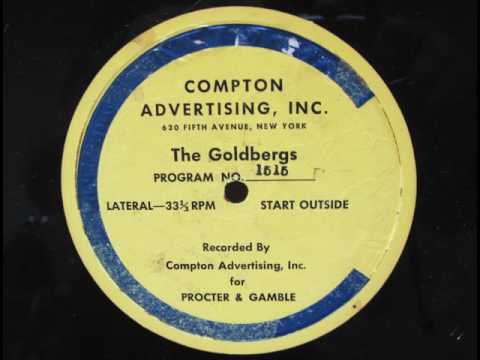 COMPTON
ADVERTISING, INC.
630 FIFTH AVENUE, NEW YORK
The Goldbergs
PROGRAM NO. 1515
LATERAL—33⅓ RPM START OUTSIDE
Recorded By
Compton Advertising, Inc.
for
PROCTER & GAMBLE